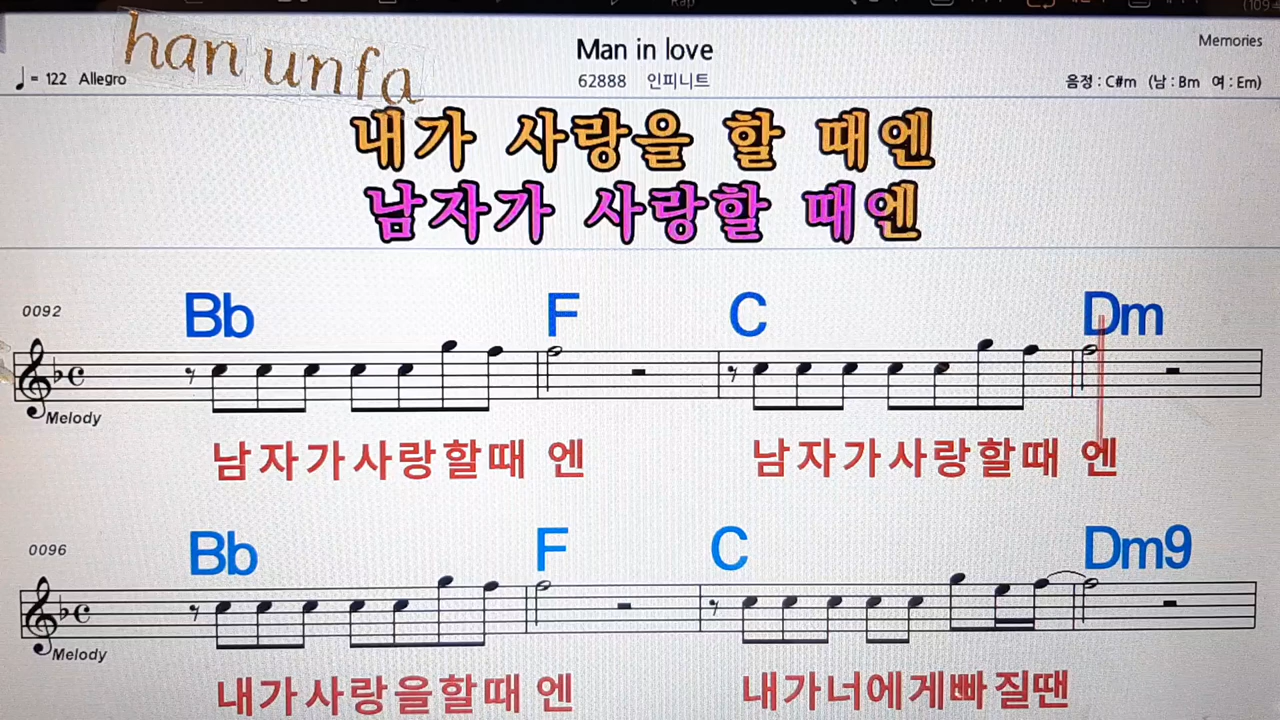 Rap
(109
han unfa
Man in love
Memories
♩= 122 Allegro
62888 인피니트
음정 : C#m (남 : Bm 여 : Em)
내가 사랑을 할 때엔
남자가 사랑할 때엔
0092
Bb F C Dm
Melody
남자가사랑할때 엔 남자가사랑할때 엔
0096
Bb F C Dm9
Melody
내가사랑을할때 엔 내가너에게빠 질땐